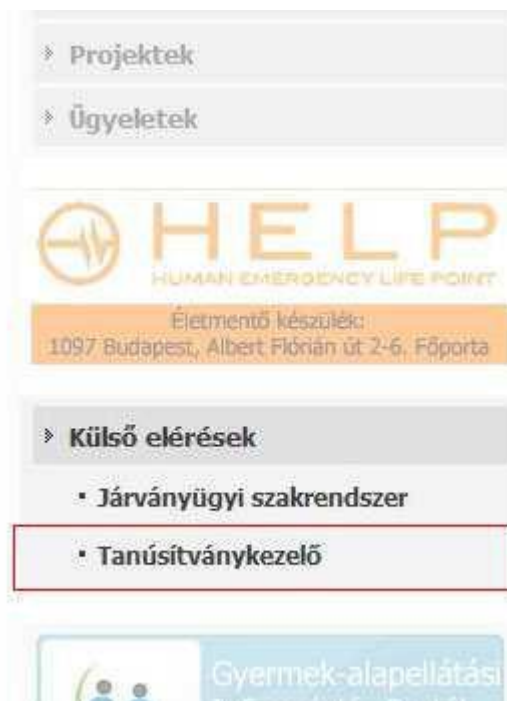 Projektek
Ügyeletek
HELP
HUMAN EMERGENCY LIFE POINT
Életmentő készülék:
1097 Budapest, Albert Flórián út 2-6. Főporta
Külső elérések
Járványügyi szakrendszer
Tanúsítványkezelő
Gyermek-alapellátási